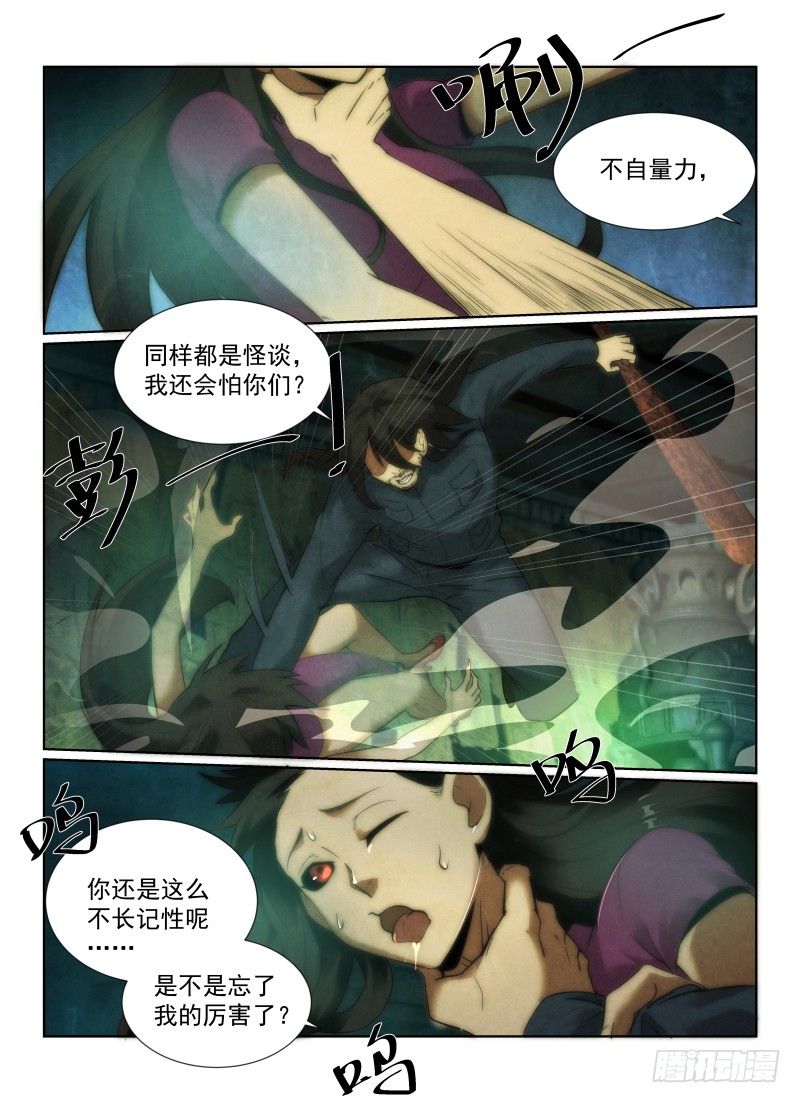 唰
不自量力，
同样都是怪谈，
我还会怕你们？
彭
——！
呜
呜
你还是这么
不长记性呢
……
是不是忘了
我的厉害了？
呜
腾讯动漫